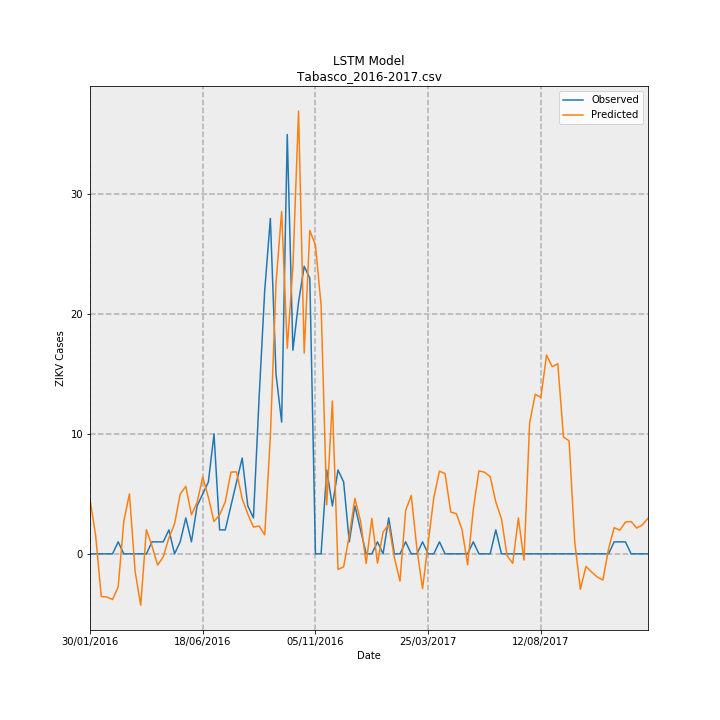 LSTM Model
Tabasco_2016-2017.csv
Observed
Predicted
30
20
10
0
ZIKV Cases
30/01/2016
18/06/2016
05/11/2016
25/03/2017
12/08/2017
Date